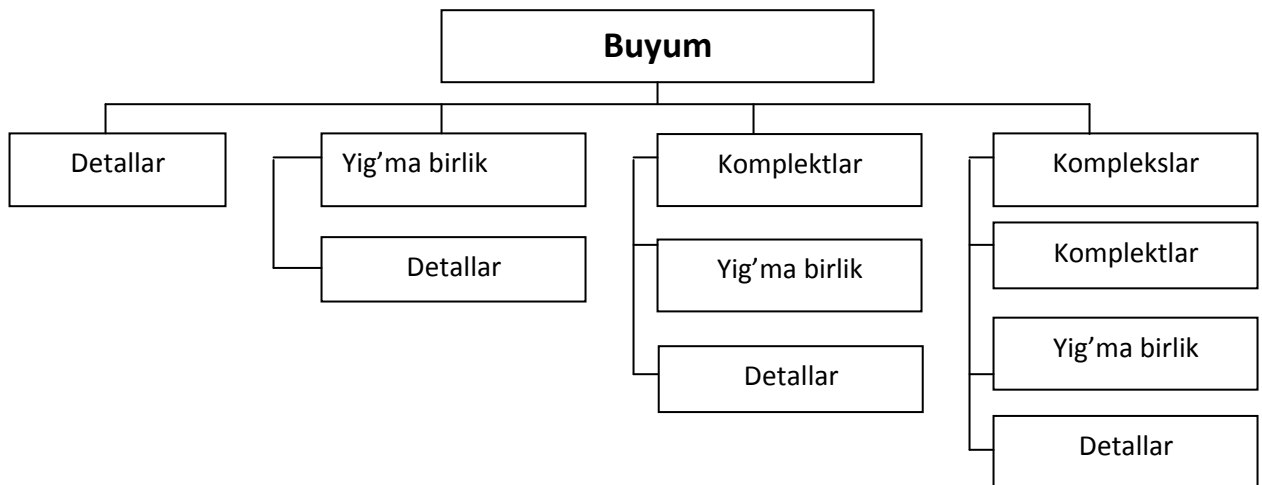 Buyum
Detallar
Yig’ma birlik
Detallar
Komplektlar
Yig’ma birlik
Detallar
Komplekslar
Komplektlar
Yig’ma birlik
Detallar